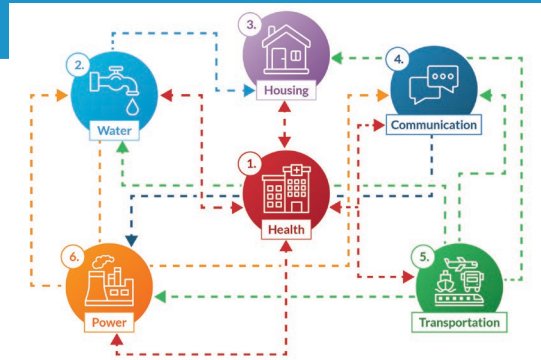 3.
Housing
2.
Water
4.
Communication
1.
Health
6.
Power
5.
Transportation